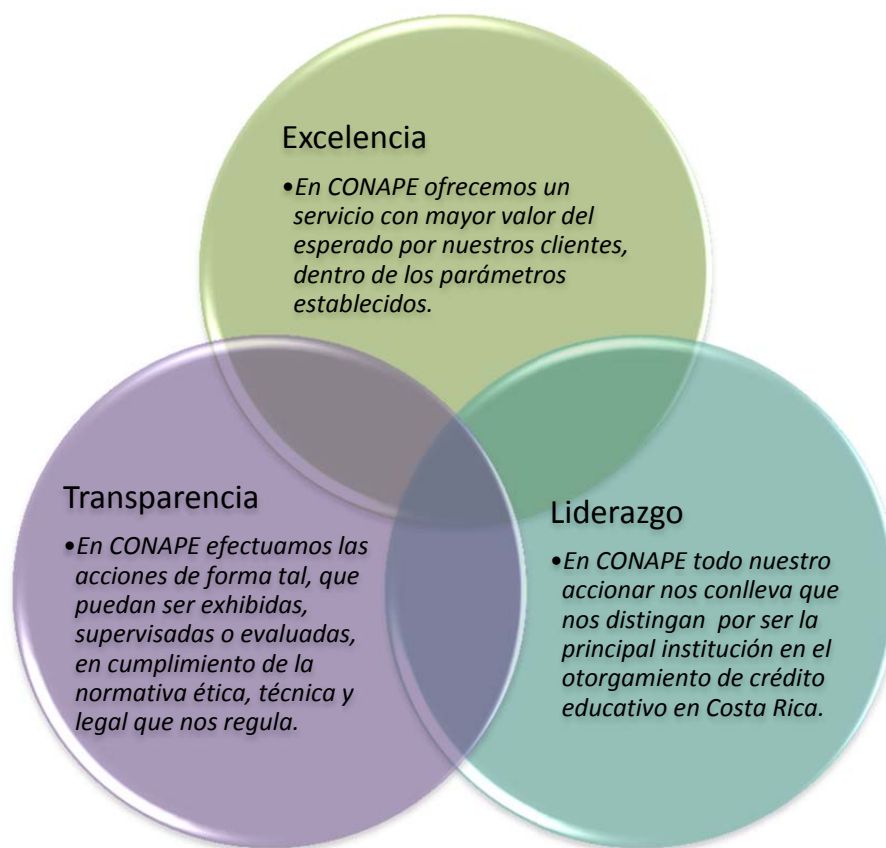 Excelencia
•En CONAPE ofrecemos un
servicio con mayor valor del
esperado por nuestros clientes,
dentro de los parámetros
establecidos.
Transparencia
•En CONAPE efectuamos las
acciones de forma tal, que
puedan ser exhibidas,
supervisadas o evaluadas,
en cumplimiento de la
normativa ética, técnica y
legal que nos regula.
Liderazgo
•En CONAPE todo nuestro
accionar nos conlleva que
nos distingan por ser la
principal institución en el
otorgamiento de crédito
educativo en Costa Rica.